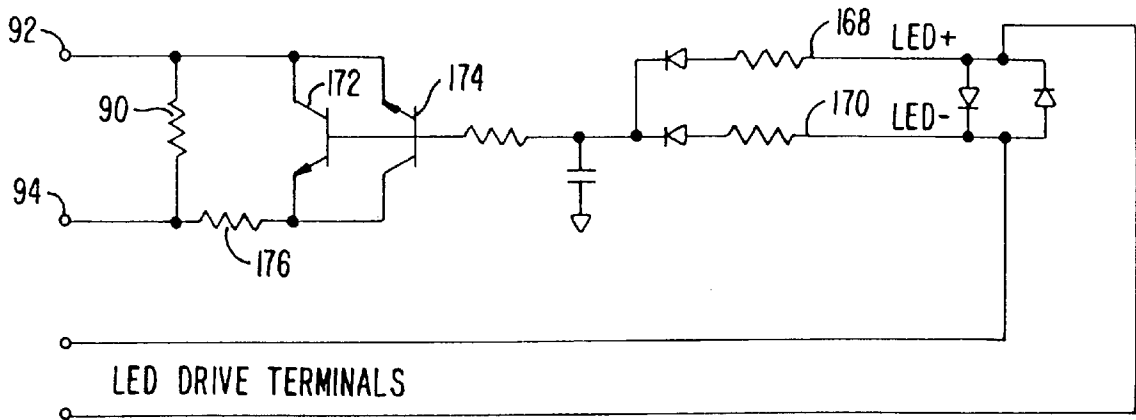 92
168
LED+
172
174
90
170
LED-
94
176
LED DRIVE TERMINALS